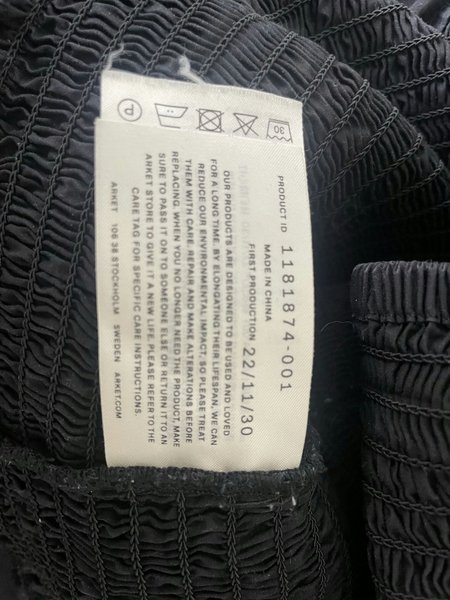 30
P
PRODUCT ID 1181874-001
MADE IN CHINA
FIRST PRODUCTION 22/11/30
OUR PRODUCTS ARE DESIGNED TO BE USED AND LOVED
FOR A LONG TIME. BY ELONGATING THEIR LIFESPAN, WE CAN
REDUCE OUR ENVIRONMENTAL IMPACT, SO PLEASE TREAT
THEM WITH CARE. REPAIR AND MAKE ALTERATIONS BEFORE
REPLACING. WHEN YOU NO LONGER NEED THE PRODUCT, MAKE
SURE TO PASS IT ON TO SOMEONE ELSE OR RETURN IT TO AN
ARKET STORE TO GIVE IT A NEW LIFE. PLEASE REFER TO THE
CARE TAG FOR SPECIFIC CARE INSTRUCTIONS.
ARKET 106 38 STOCKHOLM SWEDEN ARKET.COM